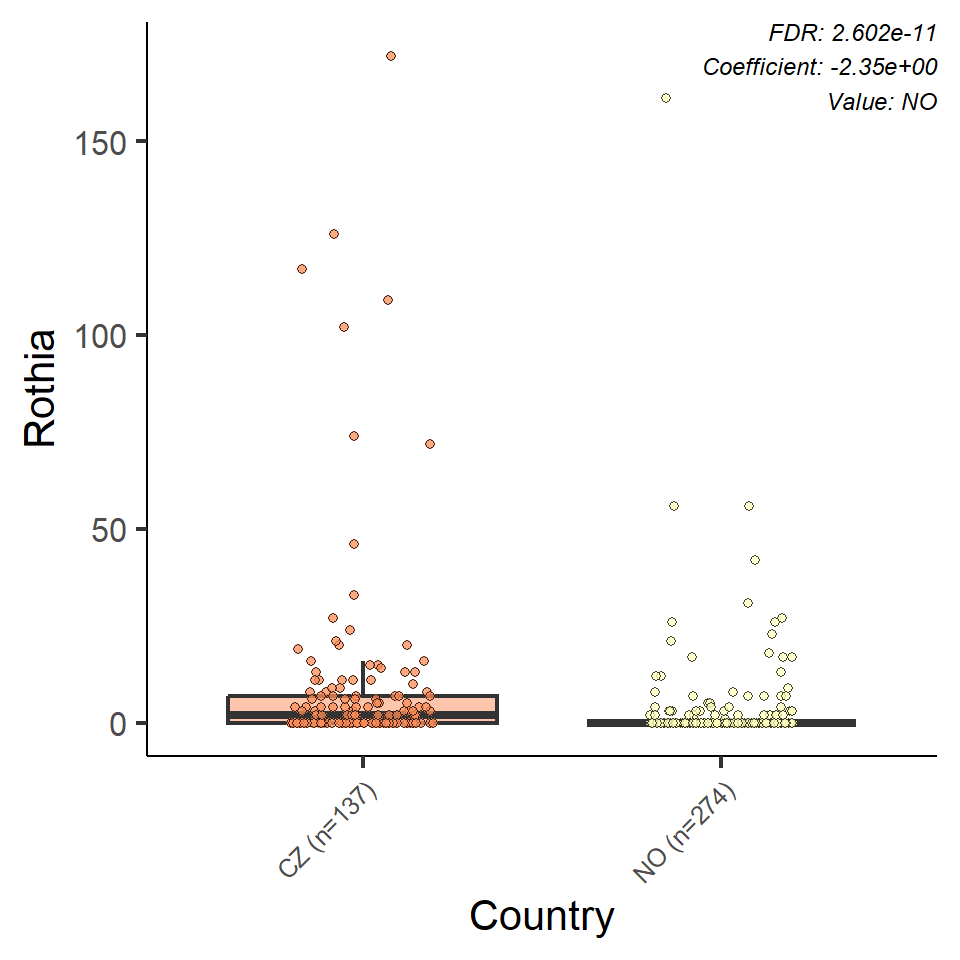 FDR: 2.602e-11
Coefficient: -2.35e+00
Value: NO
150
100
50
0
Rothia
CZ (n=137)
NO (n=274)
Country